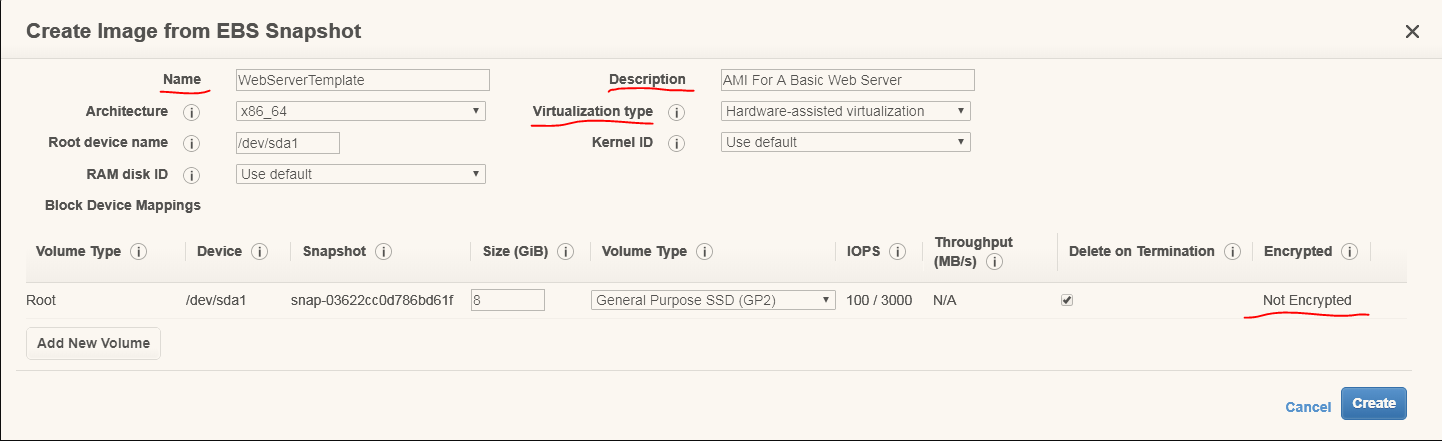 Create Image from EBS Snapshot
Name WebServerTemplate Description AMI For A Basic Web Server
Architecture x86_64 Virtualization type Hardware-assisted virtualization
Root device name /dev/sda1 Kernel ID Use default
RAM disk ID Use default
Block Device Mappings
Volume Type Device Snapshot Size (GiB) Volume Type IOPS Throughput (MB/s) Delete on Termination Encrypted
Root /dev/sda1 snap-03622cc0d786bd61f 8 General Purpose SSD (GP2) 100 / 3000 N/A Not Encrypted
Add New Volume
Cancel Create